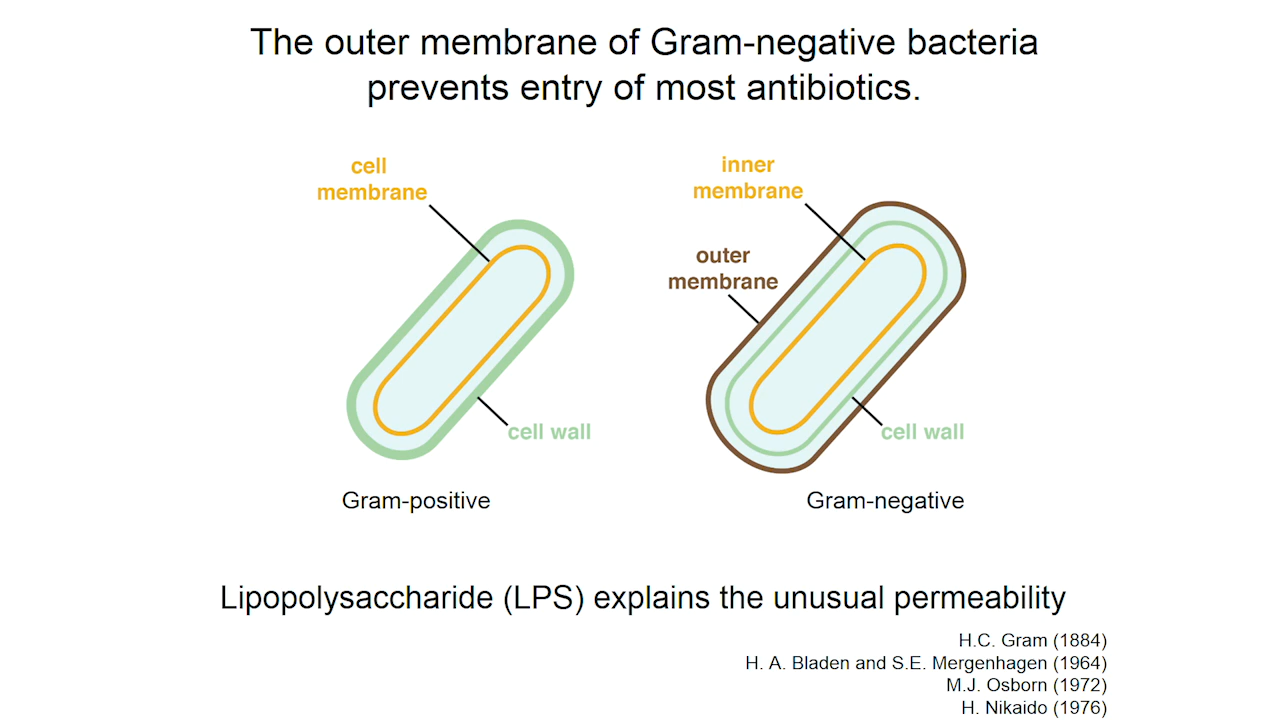 The outer membrane of Gram-negative bacteria
prevents entry of most antibiotics.
cell
membrane
cell wall
Gram-positive
inner
membrane
outer
membrane
cell wall
Gram-negative
Lipopolysaccharide (LPS) explains the unusual permeability
H.C. Gram (1884)
H. A. Bladen and S.E. Mergenhagen (1964)
M.J. Osborn (1972)
H. Nikaido (1976)